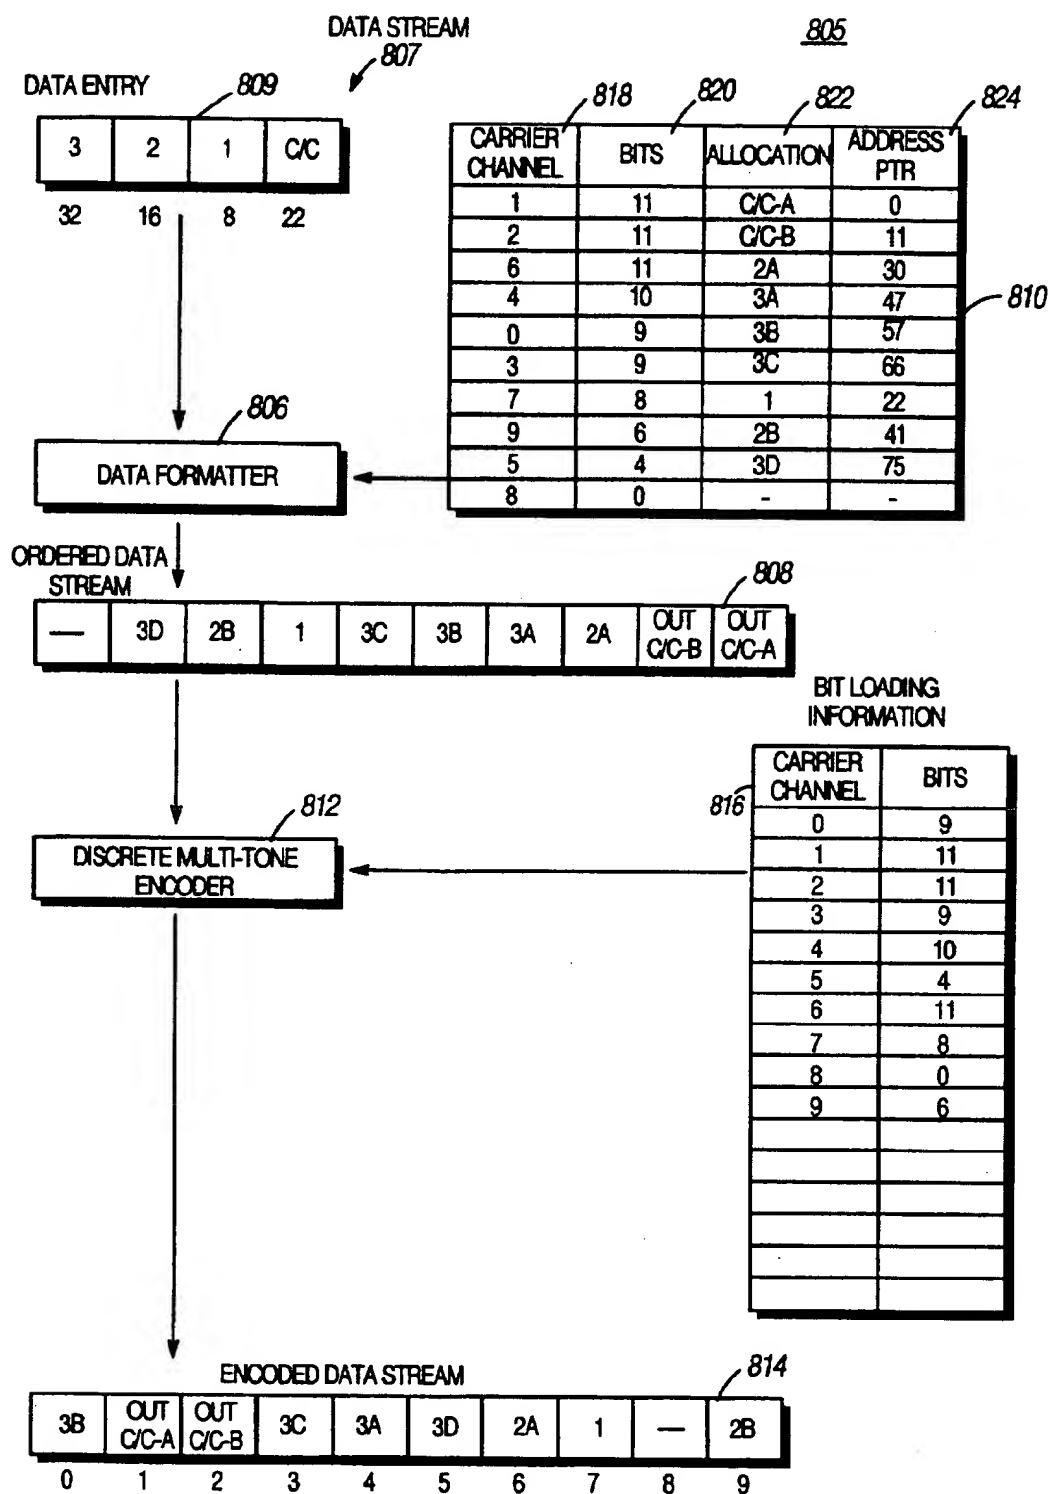 DATA STREAM
807
805
DATA ENTRY
809
3 2 1 C/C
32 16 8 22
818 820 822 824
CARRIER CHANNEL BITS ALLOCATION ADDRESS PTR
1 11 C/C-A 0
2 11 C/C-B 11
6 11 2A 30
4 10 3A 47
0 9 3B 57
3 9 3C 66
7 8 1 22
9 6 2B 41
5 4 3D 75
8 0 - -
810
806
DATA FORMATTER
ORDERED DATA
STREAM
808
— 3D 2B 1 3C 3B 3A 2A OUT C/C-B OUT C/C-A
BIT LOADING
INFORMATION
816
CARRIER CHANNEL BITS
0 9
1 11
2 11
3 9
4 10
5 4
6 11
7 8
8 0
9 6
812
DISCRETE MULTI-TONE
ENCODER
ENCODED DATA STREAM
814
3B OUT C/C-A OUT C/C-B 3C 3A 3D 2A 1 — 2B
0 1 2 3 4 5 6 7 8 9